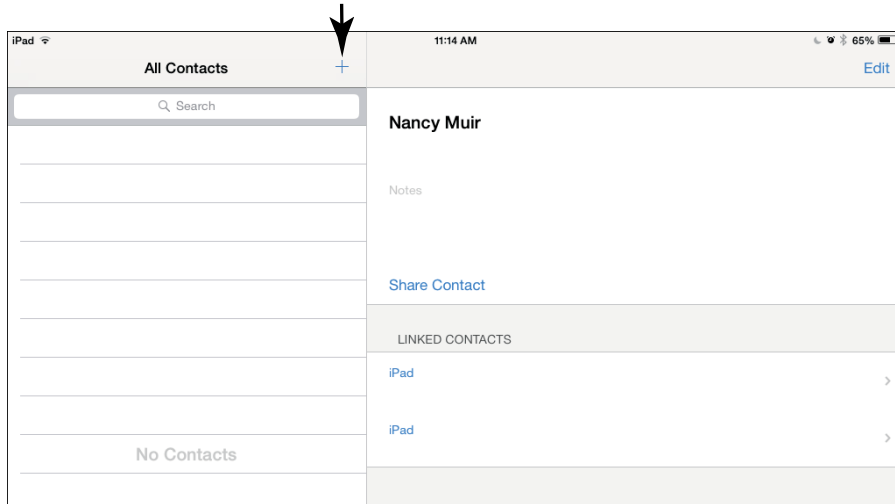 iPad 11:14 AM 65%
All Contacts + Edit
Search
Nancy Muir
Notes
Share Contact
LINKED CONTACTS
iPad
iPad
No Contacts